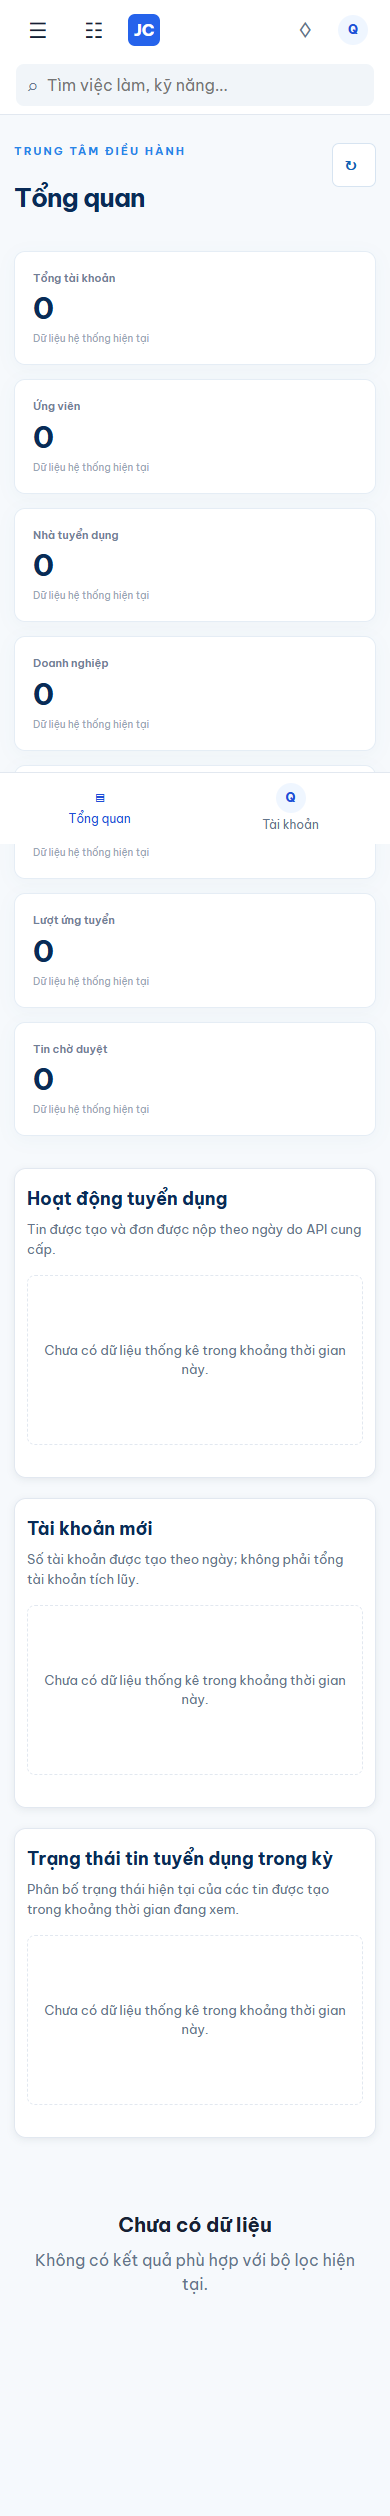 JC
Q
Tìm việc làm, kỹ năng...
TRUNG TÂM ĐIỀU HÀNH
Tổng quan
Tổng tài khoản
0
Dữ liệu hệ thống hiện tại
Ứng viên
0
Dữ liệu hệ thống hiện tại
Nhà tuyển dụng
0
Dữ liệu hệ thống hiện tại
Doanh nghiệp
0
Dữ liệu hệ thống hiện tại
Tổng quan
Q
Tài khoản
Dữ liệu hệ thống hiện tại
Lượt ứng tuyển
0
Dữ liệu hệ thống hiện tại
Tin chờ duyệt
0
Dữ liệu hệ thống hiện tại
Hoạt động tuyển dụng
Tin được tạo và đơn được nộp theo ngày do API cung
cấp.
Chưa có dữ liệu thống kê trong khoảng thời gian
này.
Tài khoản mới
Số tài khoản được tạo theo ngày; không phải tổng
tài khoản tích lũy.
Chưa có dữ liệu thống kê trong khoảng thời gian
này.
Trạng thái tin tuyển dụng trong kỳ
Phân bố trạng thái hiện tại của các tin được tạo
trong khoảng thời gian đang xem.
Chưa có dữ liệu thống kê trong khoảng thời gian
này.
Chưa có dữ liệu
Không có kết quả phù hợp với bộ lọc hiện
tại.